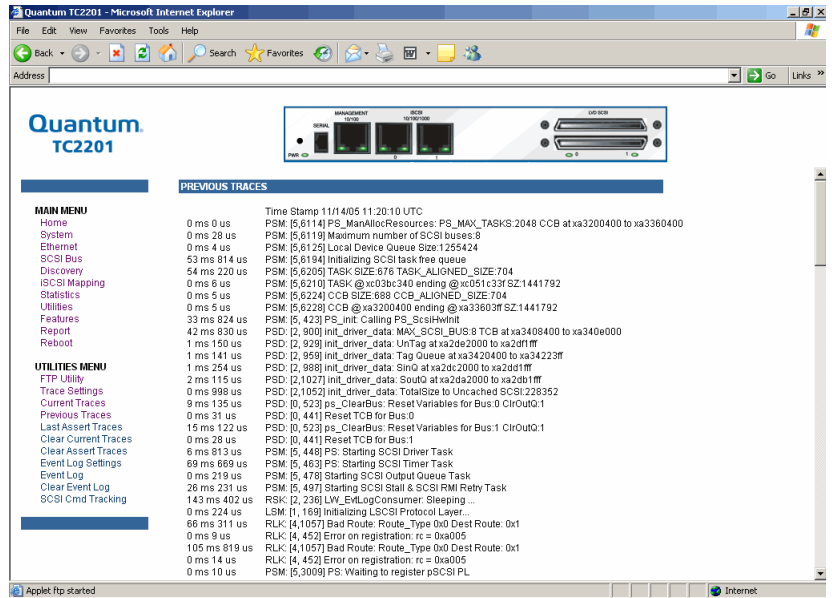 Quantum TC2201 - Microsoft Internet Explorer
File Edit View Favorites Tools Help
Back Search Favorites
Address Go Links »
Quantum.
TC2201
MANAGEMENT
10/100
ISCSI
10/100/1000
SERIAL
LVD SCSI
PWR 0 1 0 1
PREVIOUS TRACES
MAIN MENU
Home
System
Ethernet
SCSI Bus
Discovery
iSCSI Mapping
Statistics
Utilities
Features
Report
Reboot
UTILITIES MENU
FTP Utility
Trace Settings
Current Traces
Previous Traces
Last Assert Traces
Clear Current Traces
Clear Assert Traces
Event Log Settings
Event Log
Clear Event Log
SCSI Cmd Tracking
Time Stamp 11/14/05 11:20:10 UTC
0 ms 0 us PSM: [5,6114] PS_ManAllocResources: PS_MAX_TASKS:2048 CCB at xa3200400 to xa3360400
0 ms 28 us PSM: [5,6119] Maximum number of SCSI buses:8
0 ms 4 us PSM: [5,6125] Local Device Queue Size:1255424
53 ms 814 us PSM: [5,6194] Initializing SCSI task free queue
54 ms 220 us PSM: [5,6205] TASK SIZE:676 TASK_ALIGNED_SIZE:704
0 ms 6 us PSM: [5,6210] TASK @ xc03bc340 ending @ xc051c33f SZ:1441792
0 ms 5 us PSM: [5,6224] CCB SIZE:688 CCB_ALIGNED_SIZE:704
0 ms 5 us PSM: [5,6228] CCB @ xa3200400 ending @ xa33603ff SZ:1441792
33 ms 824 us PSM: [5, 423] PS_init: Calling PS_ScsiHwInit
42 ms 830 us PSD: [2, 900] init_driver_data: MAX_SCSI_BUS:8 TCB at xa3408400 to xa340e000
1 ms 150 us PSD: [2, 929] init_driver_data: UnTag at xa2de2000 to xa2df1fff
1 ms 141 us PSD: [2, 959] init_driver_data: Tag Queue at xa3420400 to xa34223ff
1 ms 254 us PSD: [2, 988] init_driver_data: SinQ at xa2dc2000 to xa2dd1fff
2 ms 115 us PSD: [2,1027] init_driver_data: SoutQ at xa2da2000 to xa2db1fff
0 ms 998 us PSD: [2,1052] init_driver_data: TotalSize to Uncached SCSI:228352
9 ms 135 us PSD: [0, 523] ps_ClearBus: Reset Variables for Bus:0 ClrOutQ:1
0 ms 31 us PSD: [0, 441] Reset TCB for Bus:0
15 ms 122 us PSD: [0, 523] ps_ClearBus: Reset Variables for Bus:1 ClrOutQ:1
0 ms 28 us PSD: [0, 441] Reset TCB for Bus:1
6 ms 813 us PSM: [5, 448] PS: Starting SCSI Driver Task
69 ms 669 us PSM: [5, 463] PS: Starting SCSI Timer Task
0 ms 219 us PSM: [5, 478] Starting SCSI Output Queue Task
26 ms 231 us PSM: [5, 497] Starting SCSI Stall & SCSI RMI Retry Task
143 ms 402 us RSK: [2, 236] LW_EvtLogConsumer: Sleeping ...
0 ms 224 us LSM: [1, 169] Initializing LSCSI Protocol Layer...
66 ms 311 us RLK: [4,1057] Bad Route: Route_Type 0x0 Dest Route: 0x1
0 ms 9 us RLK: [4, 452] Error on registration: rc = 0xa005
105 ms 819 us RLK: [4,1057] Bad Route: Route_Type 0x0 Dest Route: 0x1
0 ms 14 us RLK: [4, 452] Error on registration: rc = 0xa005
0 ms 10 us PSM: [5,3009] PS: Waiting to register pSCSI PL
Applet ftp started Internet